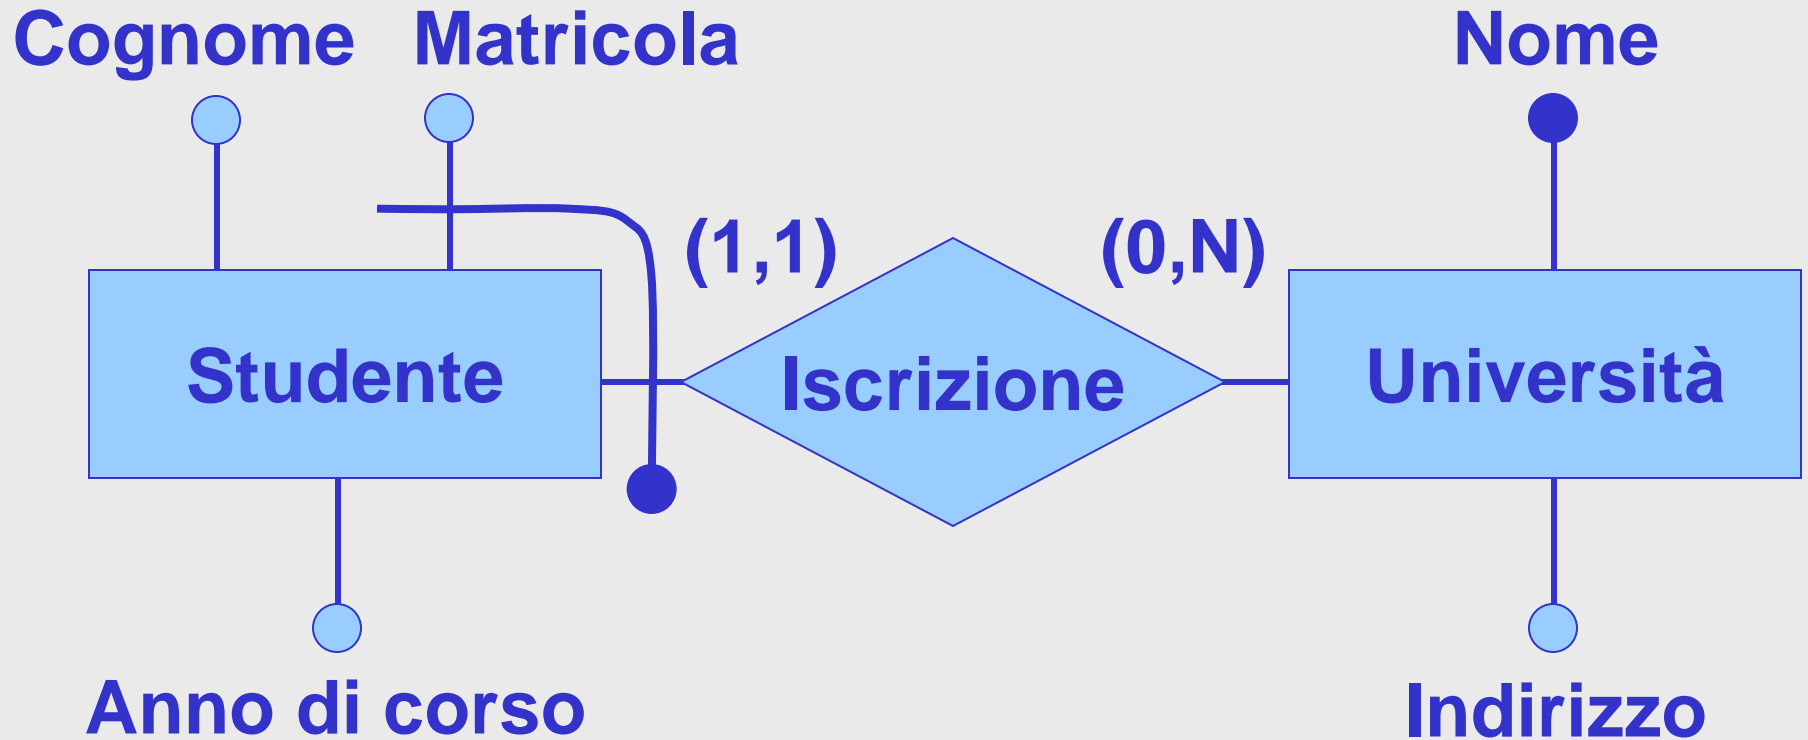 Cognome Matricola Nome
(1,1) (0,N)
Studente Iscrizione Università
Anno di corso Indirizzo